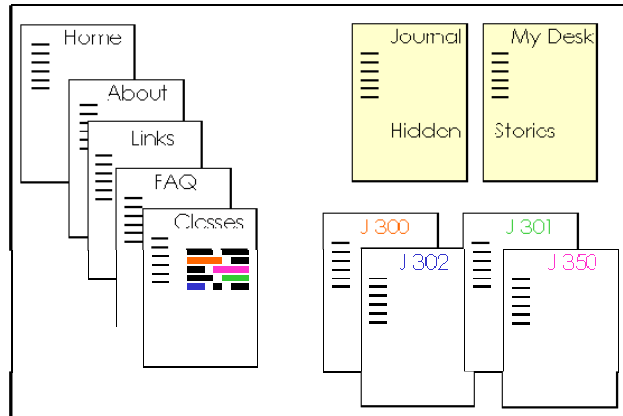 Home
About
Links
FAQ
Classes
Journal
My Desk
Hidden Stories
J 300
J 301
J 302
J 350